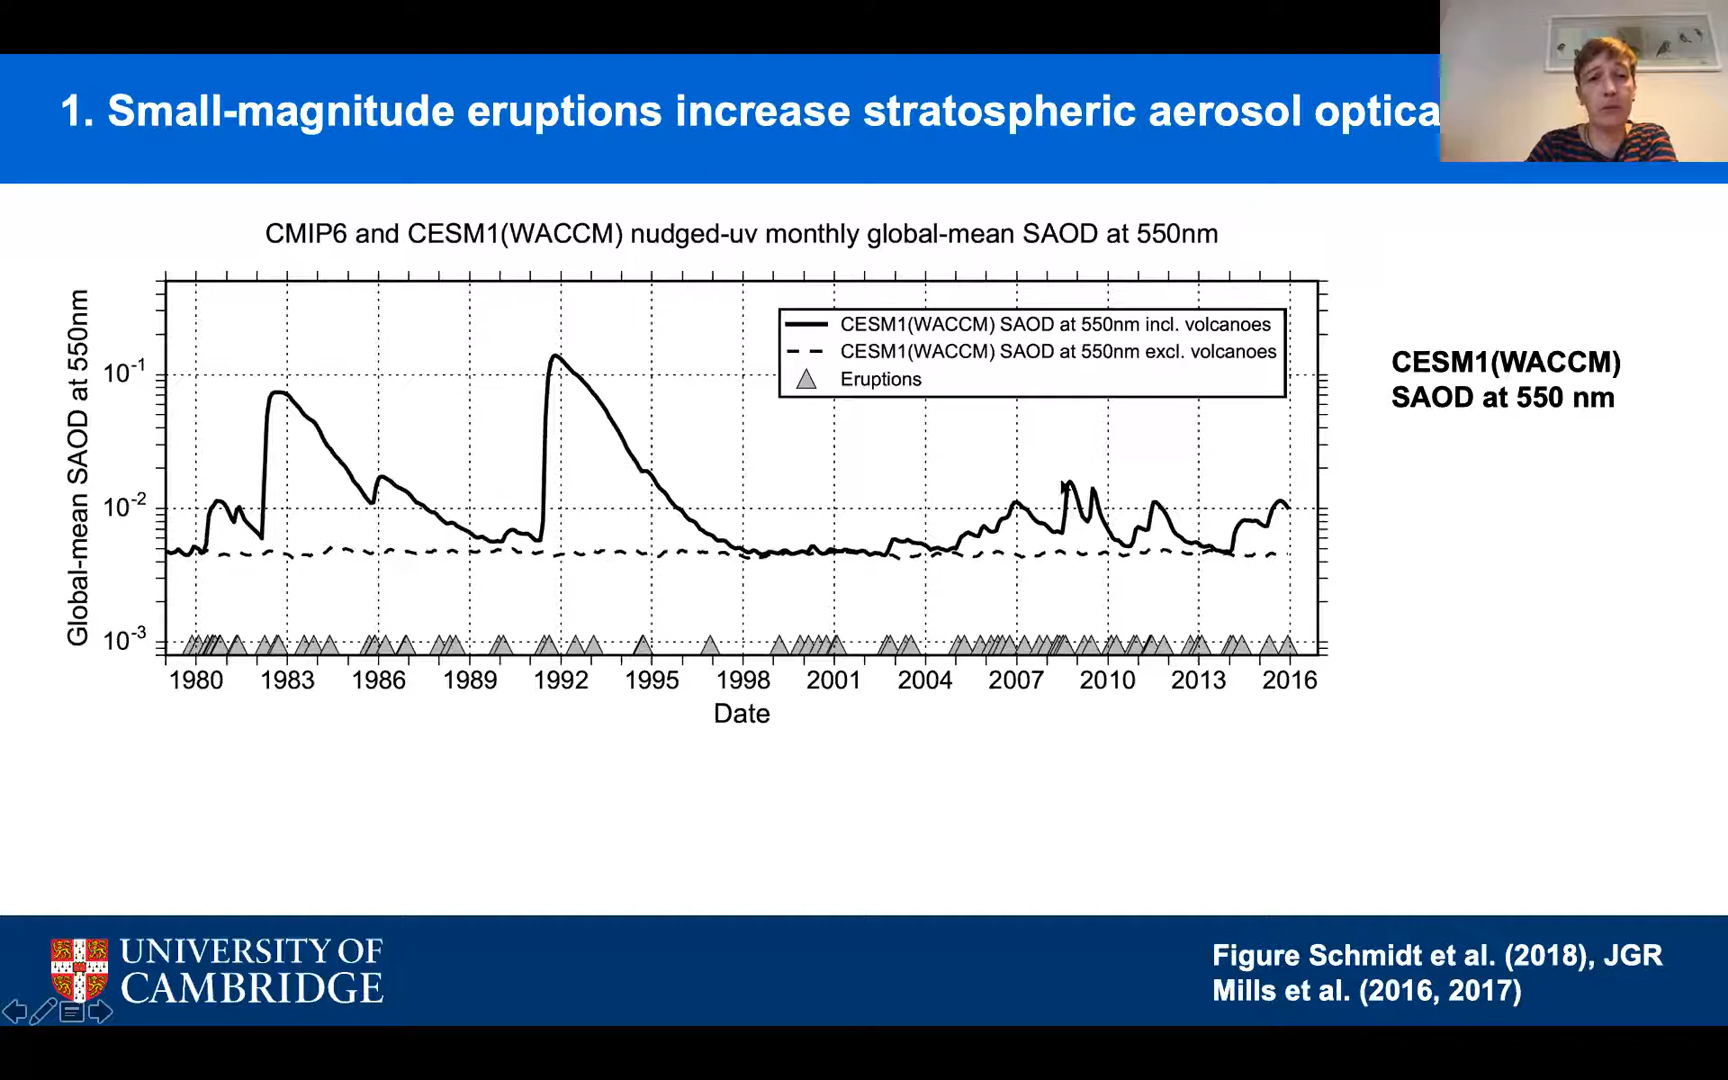 1. Small-magnitude eruptions increase stratospheric aerosol optica
CMIP6 and CESM1(WACCM) nudged-uv monthly global-mean SAOD at 550nm
Global-mean SAOD at 550nm
10-1
10-2
10-3
CESM1(WACCM) SAOD at 550nm incl. volcanoes
CESM1(WACCM) SAOD at 550nm excl. volcanoes
Eruptions
1980 1983 1986 1989 1992 1995 1998 2001 2004 2007 2010 2013 2016
Date
CESM1(WACCM)
SAOD at 550 nm
UNIVERSITY OF
CAMBRIDGE
Figure Schmidt et al. (2018), JGR
Mills et al. (2016, 2017)